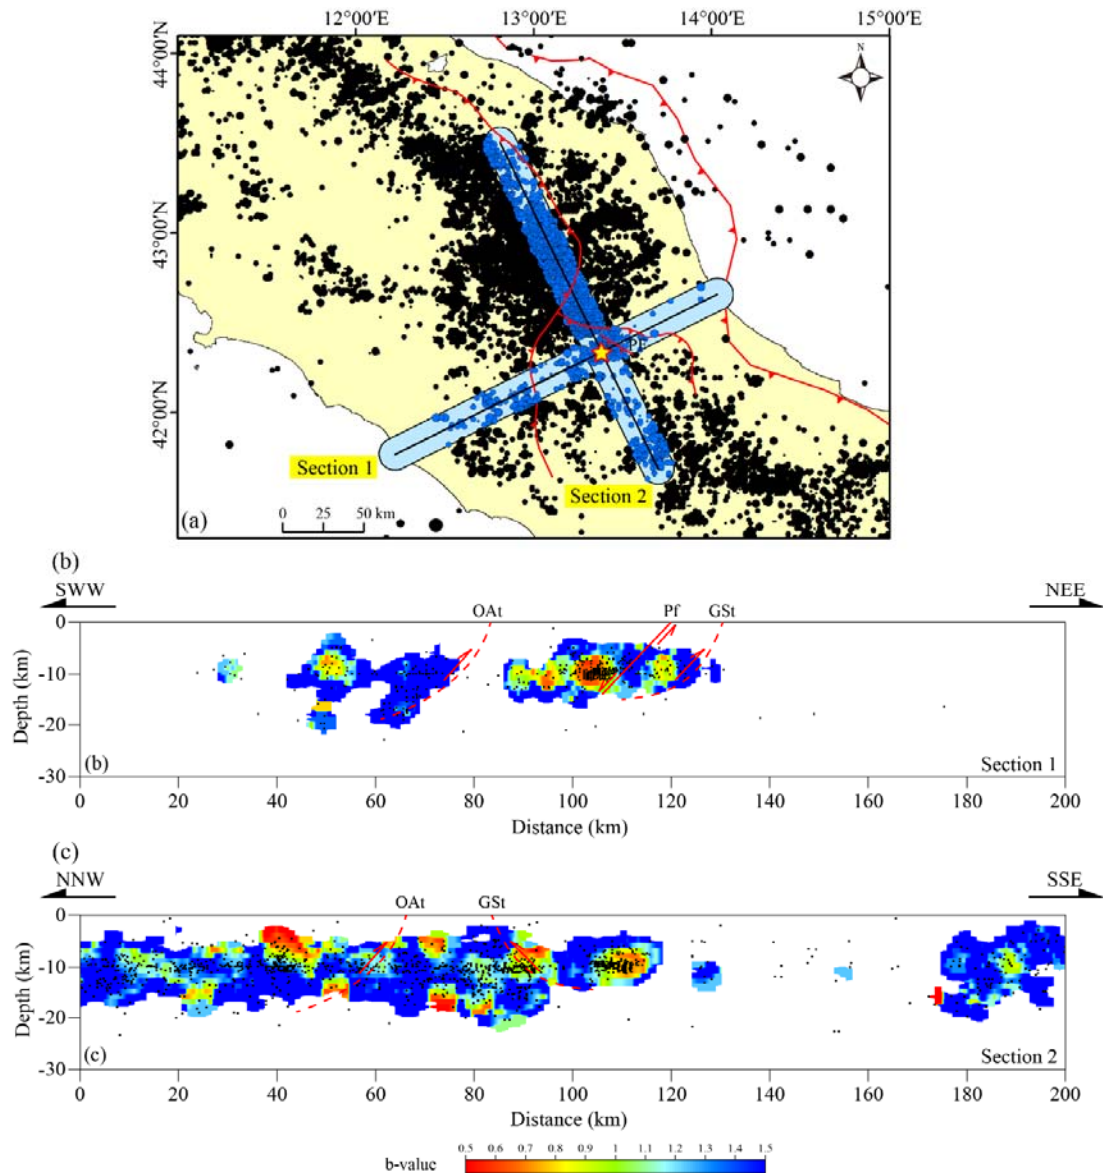 12°00'E 13°00'E 14°00'E 15°00'E
N
44°00'N
43°00'N
42°00'N
PF
Section 1
Section 2
0 25 50 km
(a)
(b)
SWW NEE
OAt Pf GSt
0
-10
-20
-30
Depth (km)
(b)
Section 1
0 20 40 60 80 100 120 140 160 180 200
Distance (km)
(c)
NNW SSE
OAt GSt
0
-10
-20
-30
Depth (km)
(c)
Section 2
0 20 40 60 80 100 120 140 160 180 200
Distance (km)
0.5 0.6 0.7 0.8 0.9 1 1.1 1.2 1.3 1.4 1.5
b-value